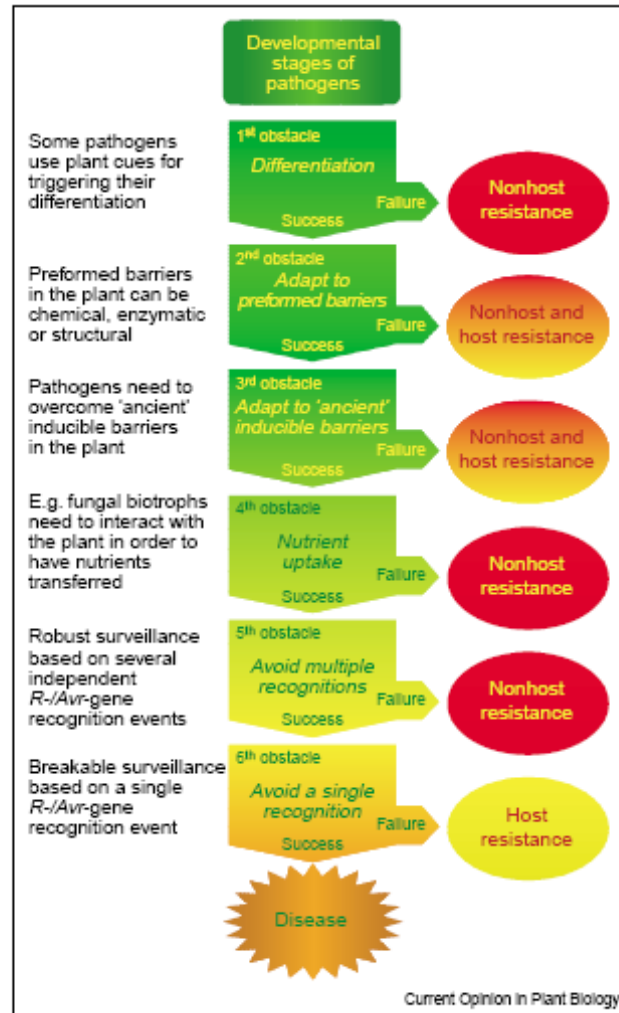 Developmental
stages of
pathogens
Some pathogens
use plant cues for
triggering their
differentiation
1st obstacle
Differentiation
Failure
Success
Nonhost
resistance
Preformed barriers
in the plant can be
chemical, enzymatic
or structural
2nd obstacle
Adapt to
preformed barriers
Failure
Success
Nonhost and
host resistance
Pathogens need to
overcome 'ancient'
inducible barriers
in the plant
3rd obstacle
Adapt to 'ancient'
inducible barriers
Failure
Success
Nonhost and
host resistance
E.g. fungal biotrophs
need to interact with
the plant in order to
have nutrients
transferred
4th obstacle
Nutrient
uptake
Failure
Success
Nonhost
resistance
Robust surveillance
based on several
independent
R-/Avr-gene
recognition events
5th obstacle
Avoid multiple
recognitions
Failure
Success
Nonhost
resistance
Breakable surveillance
based on a single
R-/Avr-gene
recognition event
6th obstacle
Avoid a single
recognition
Failure
Success
Host
resistance
Disease
Current Opinion in Plant Biology